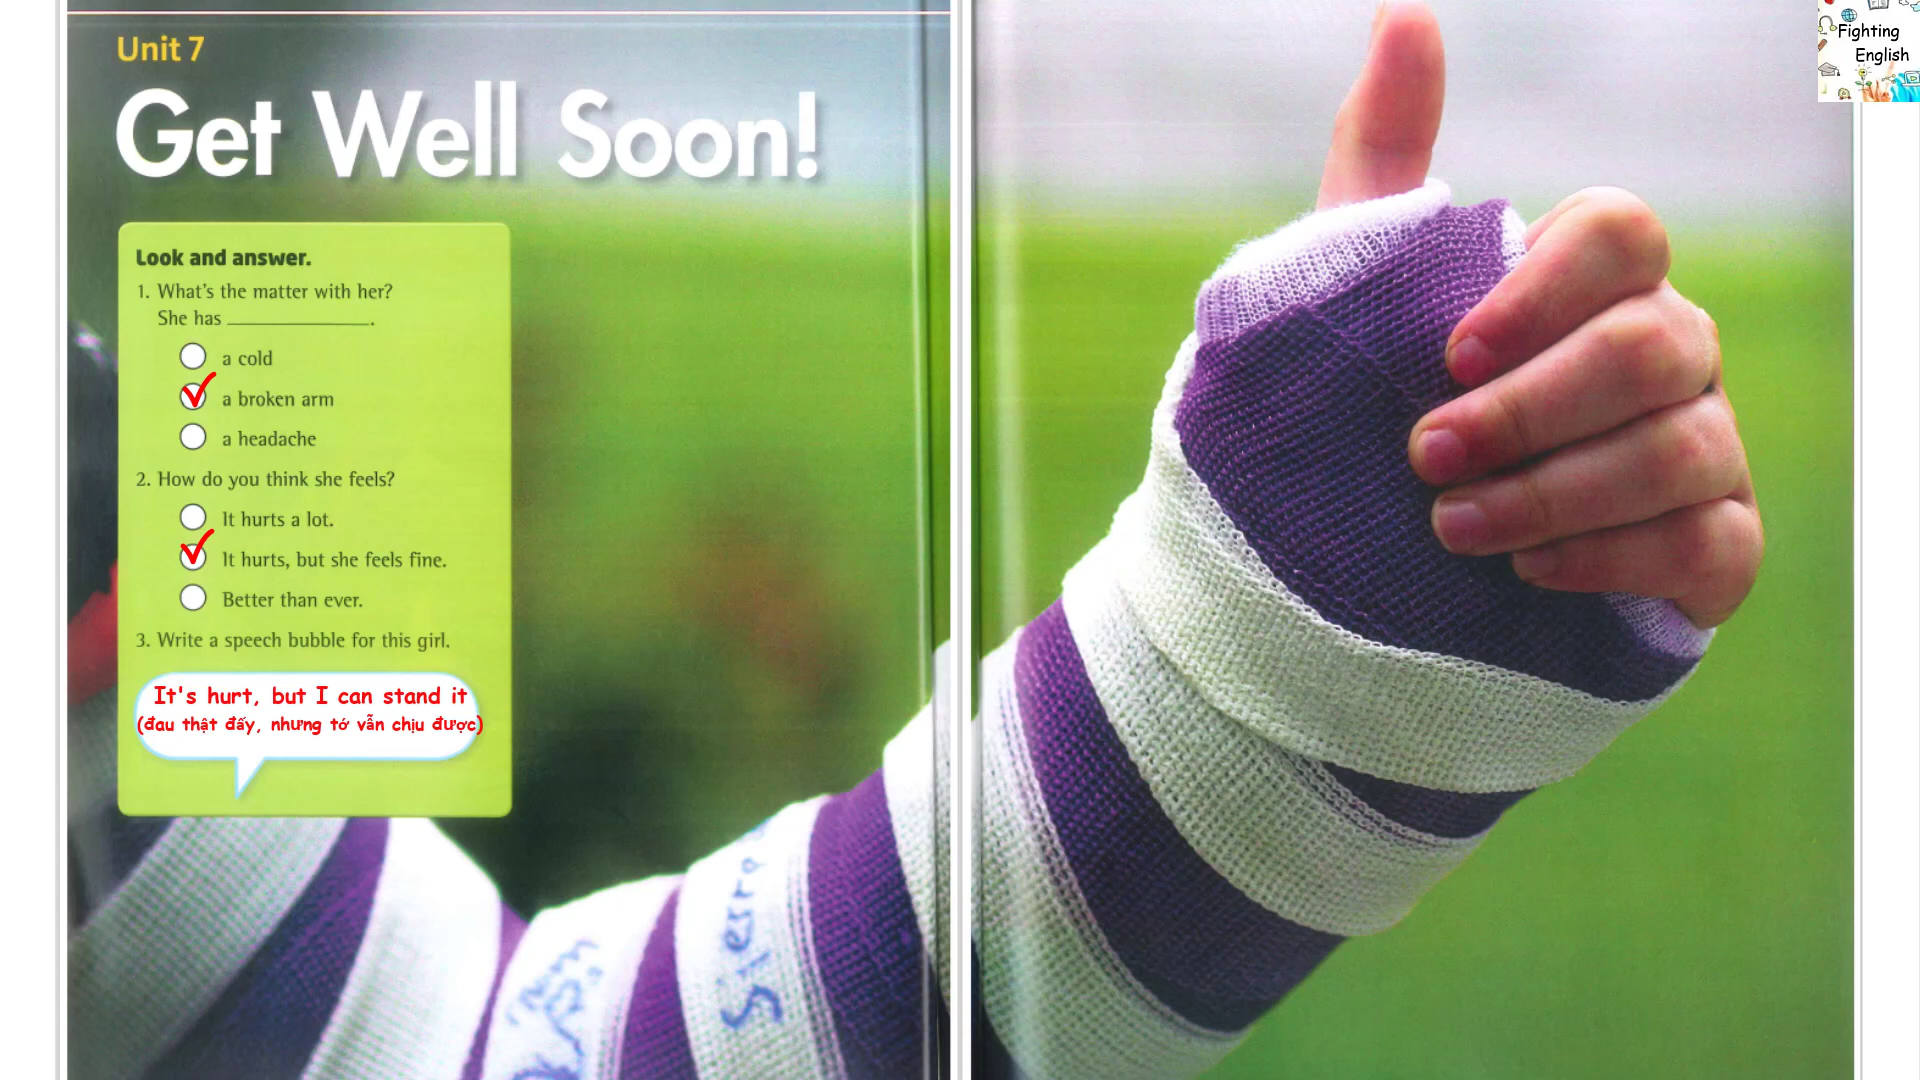 Unit 7
Get Well Soon!
Look and answer.
1. What's the matter with her?
She has ______________.
a cold
a broken arm
a headache
2. How do you think she feels?
It hurts a lot.
It hurts, but she feels fine.
Better than ever.
3. Write a speech bubble for this girl.
It's hurt, but I can stand it
(đau thật đấy, nhưng tớ vẫn chịu được)
Fighting
English